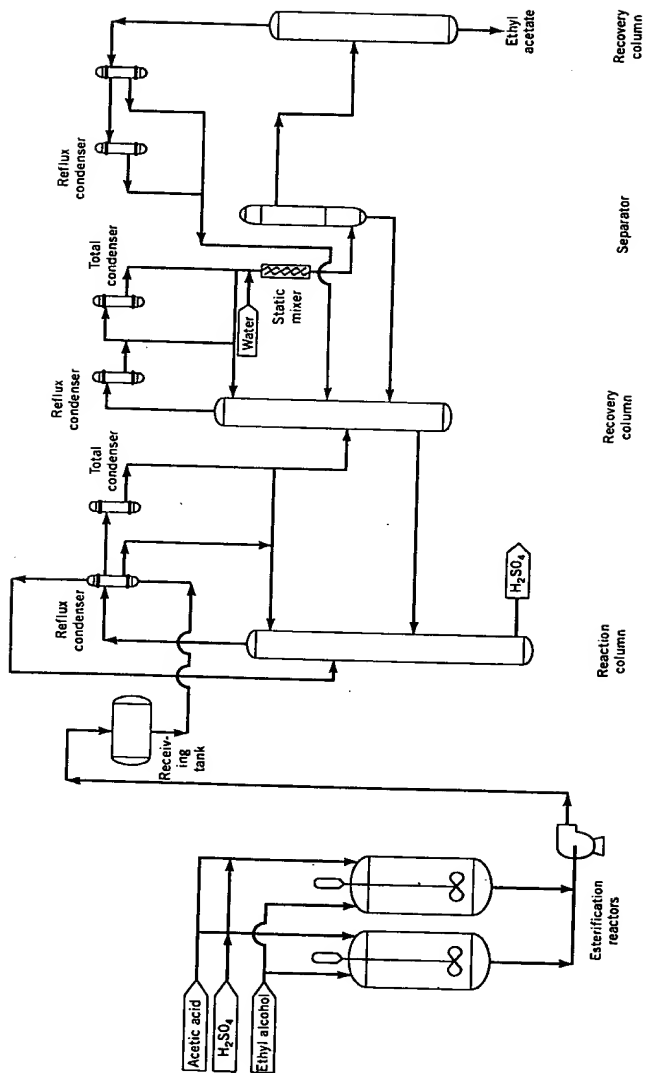 Acetic acid
H₂SO₄
Ethyl alcohol
Esterification
reactors
Receiv-
ing
tank
Reflux
condenser
Total
condenser
H₂SO₄
Reaction
column
Reflux
condenser
Total
condenser
Water
Static
mixer
Recovery
column
Separator
Reflux
condenser
Ethyl
acetate
Recovery
column